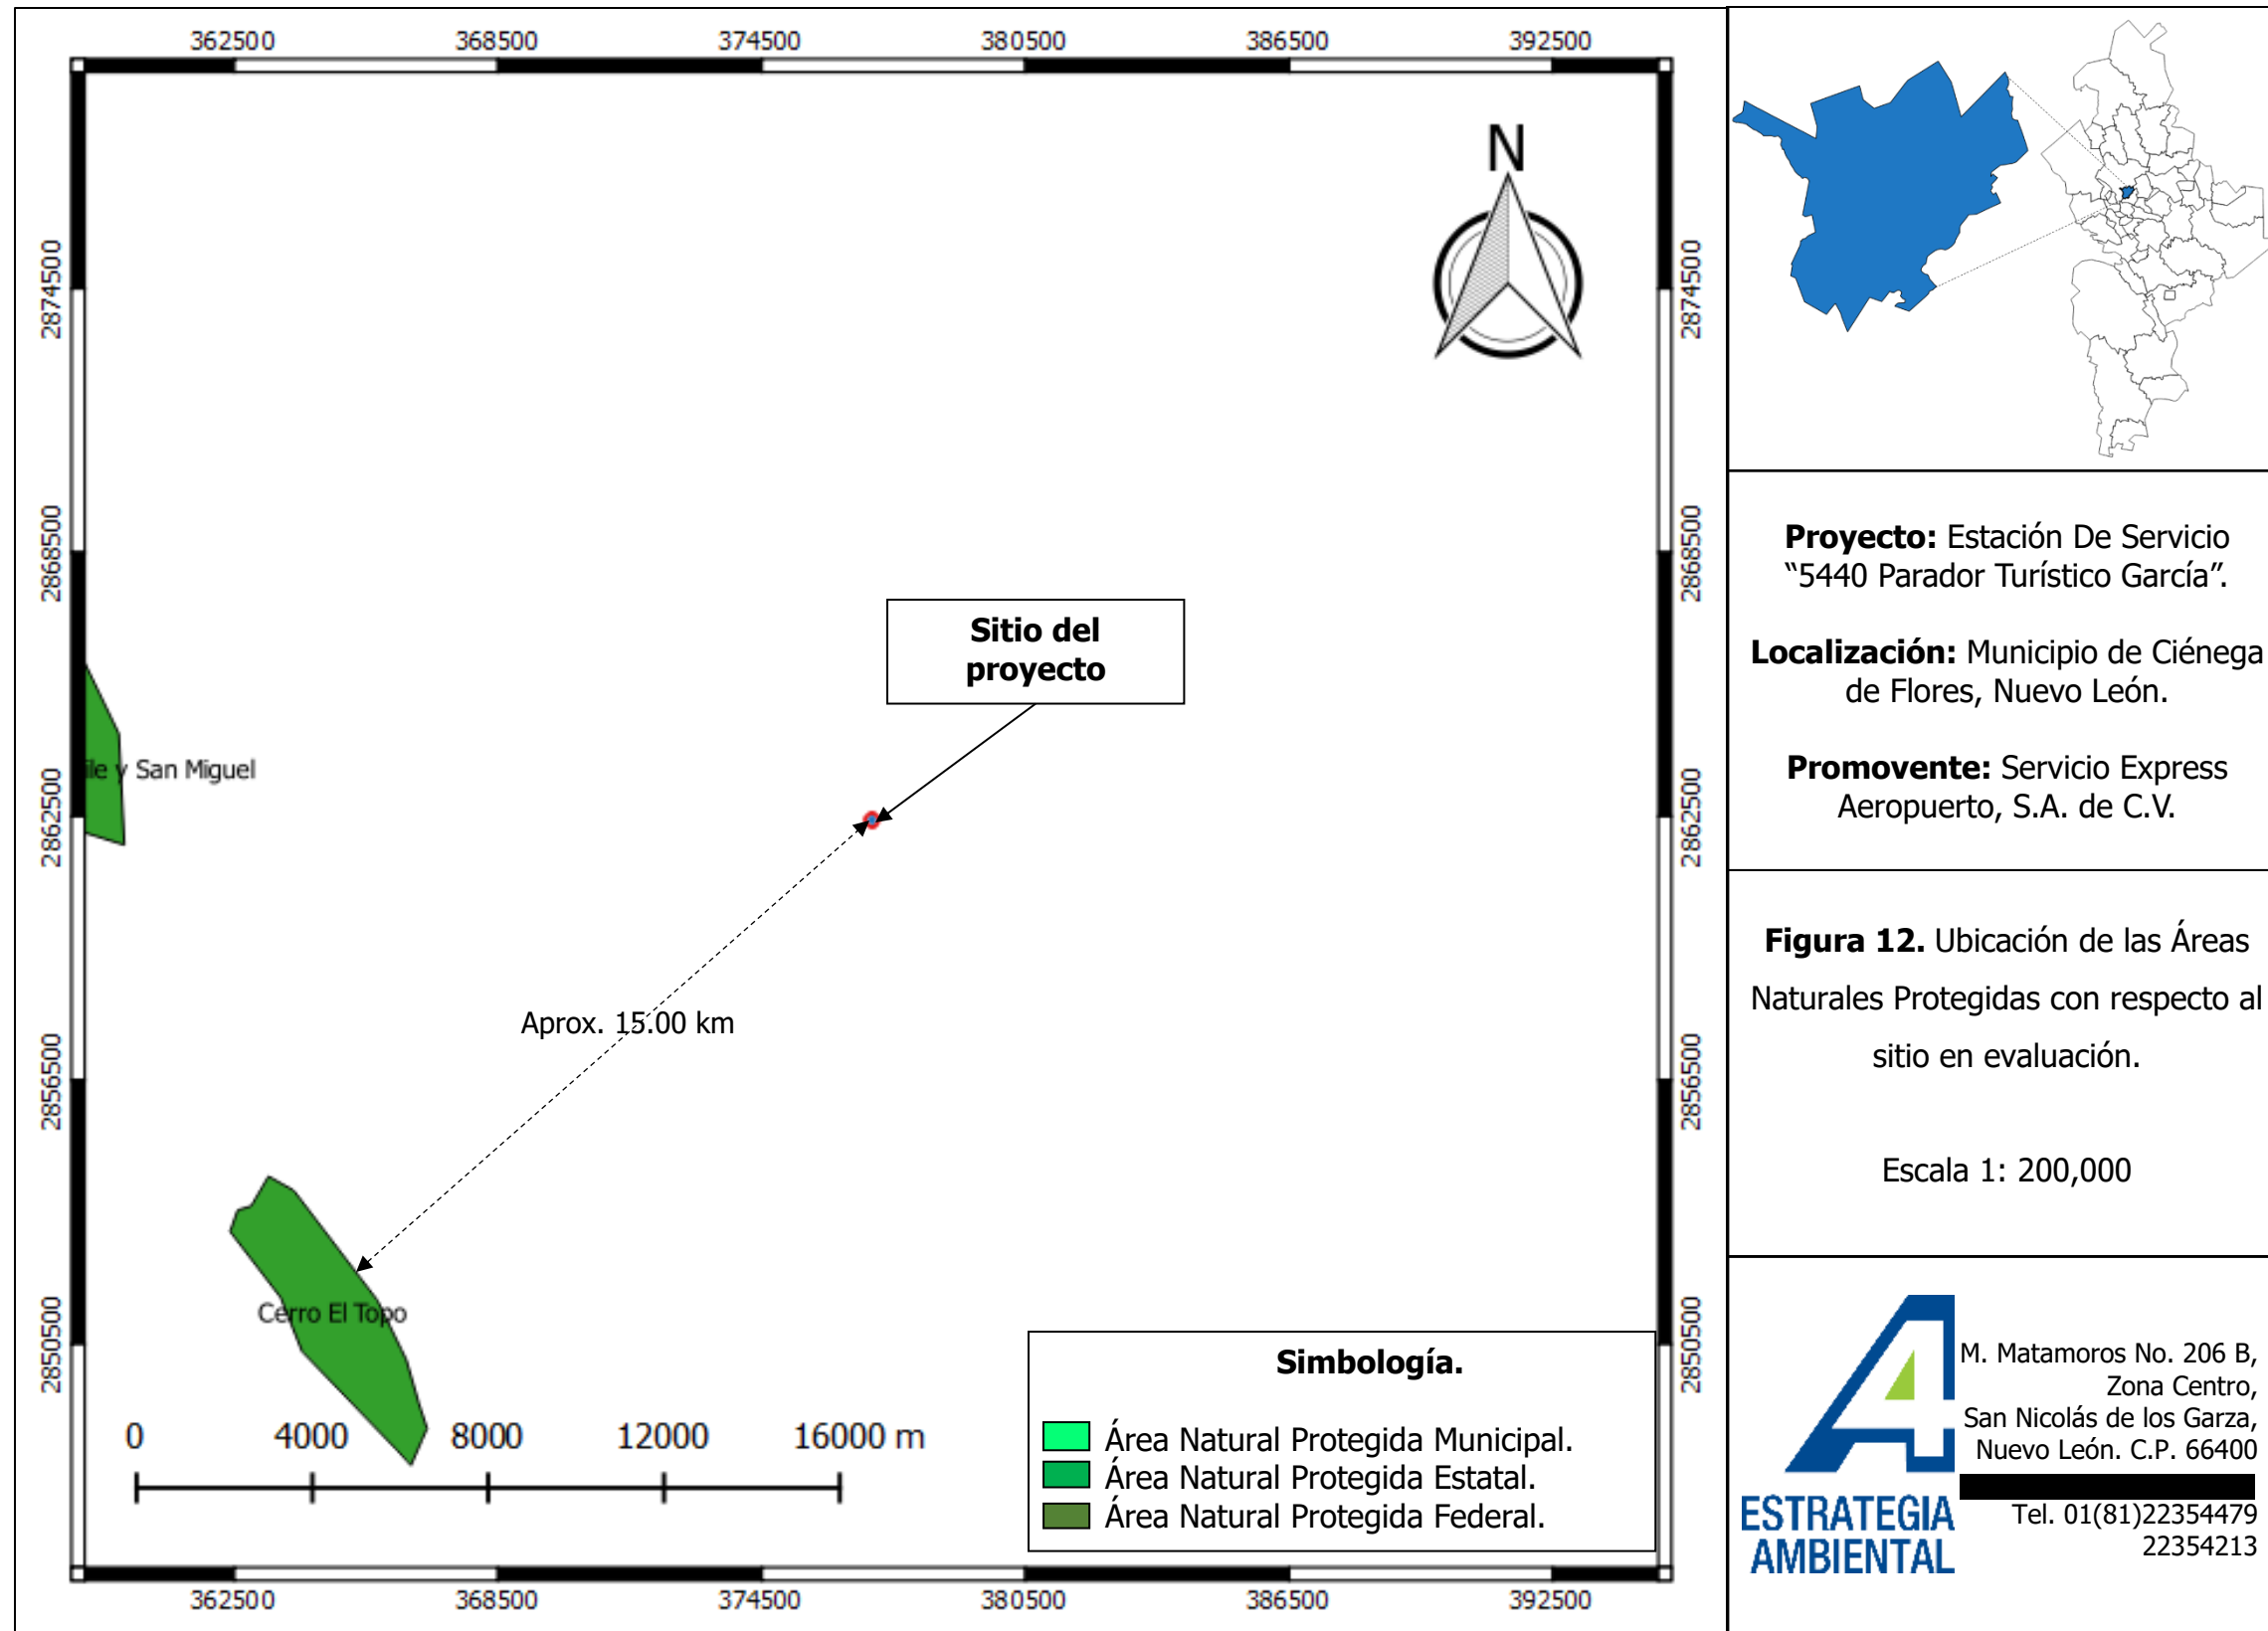 362500 368500 374500 380500 386500 392500
N
2874500 2874500
2868500 2868500
Sitio del
proyecto
y San Miguel
2862500 2862500
Aprox. 15.00 km
2856500 2856500
Cerro El Topo
2850500 2850500
0 4000 8000 12000 16000 m
Simbología.
Área Natural Protegida Municipal.
Área Natural Protegida Estatal.
Área Natural Protegida Federal.
362500 368500 374500 380500 386500 392500
Proyecto: Estación De Servicio
“5440 Parador Turístico García”.
Localización: Municipio de Ciénega
de Flores, Nuevo León.
Promovente: Servicio Express
Aeropuerto, S.A. de C.V.
Figura 12. Ubicación de las Áreas
Naturales Protegidas con respecto al
sitio en evaluación.
Escala 1: 200,000
M. Matamoros No. 206 B,
Zona Centro,
San Nicolás de los Garza,
Nuevo León. C.P. 66400
Tel. 01(81)22354479
22354213
ESTRATEGIA
AMBIENTAL